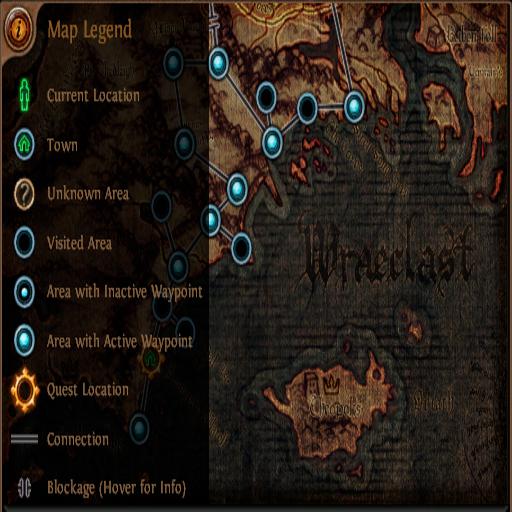 Map Legend
Current Location
Town
Unknown Area
Visited Area
Area with Inactive Waypoint
Area with Active Waypoint
Quest Location
Connection
Blockage (Hover for Info)
Wraeclast